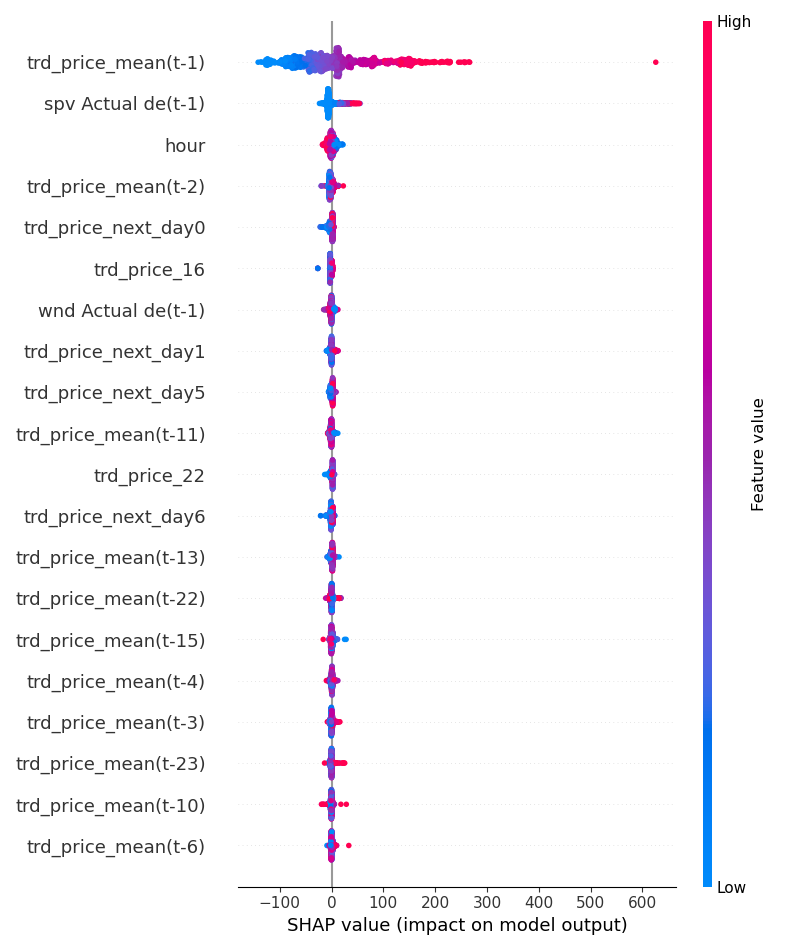 High
trd_price_mean(t-1)
spv Actual de(t-1)
hour
trd_price_mean(t-2)
trd_price_next_day0
trd_price_16
wnd Actual de(t-1)
trd_price_next_day1
trd_price_next_day5
trd_price_mean(t-11)
trd_price_22
trd_price_next_day6
trd_price_mean(t-13)
trd_price_mean(t-22)
trd_price_mean(t-15)
trd_price_mean(t-4)
trd_price_mean(t-3)
trd_price_mean(t-23)
trd_price_mean(t-10)
trd_price_mean(t-6)
Feature value
Low
−100 0 100 200 300 400 500 600
SHAP value (impact on model output)